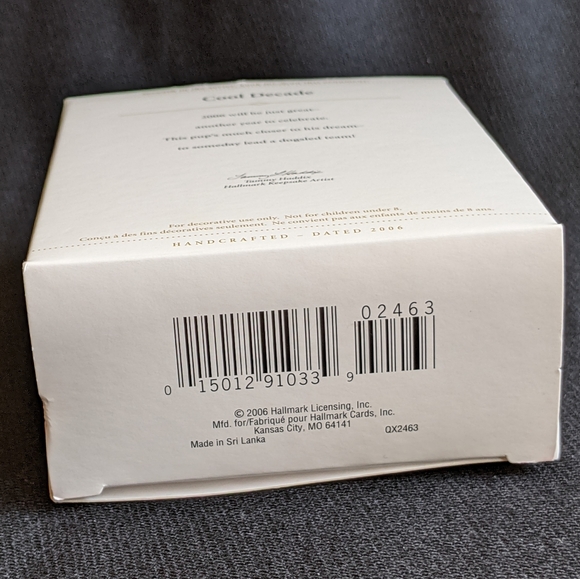 Cool Decade
2006 will be just great–
another year to celebrate.
This pup's much closer to his dream–
to someday lead a dogsled team!
Tammy Haddix
Hallmark Keepsake Artist
For decorative use only. Not for children under 8.
Conçu à des fins décoratives seulement. Ne convient pas aux enfants de moins de 8 ans.
HANDCRAFTED – DATED 2006
02463
0 15012 91033 9
© 2006 Hallmark Licensing, Inc.
Mfd. for/Fabriqué pour Hallmark Cards, Inc.
Kansas City, MO 64141 QX2463
Made in Sri Lanka